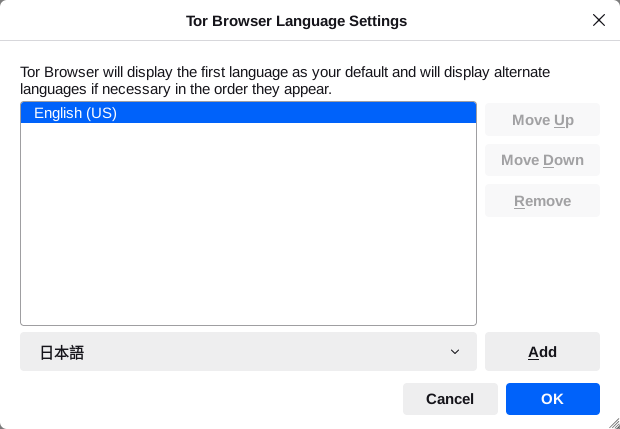 Tor Browser Language Settings
Tor Browser will display the first language as your default and will display alternate
languages if necessary in the order they appear.
English (US)
Move Up
Move Down
Remove
日本語
Add
Cancel
OK